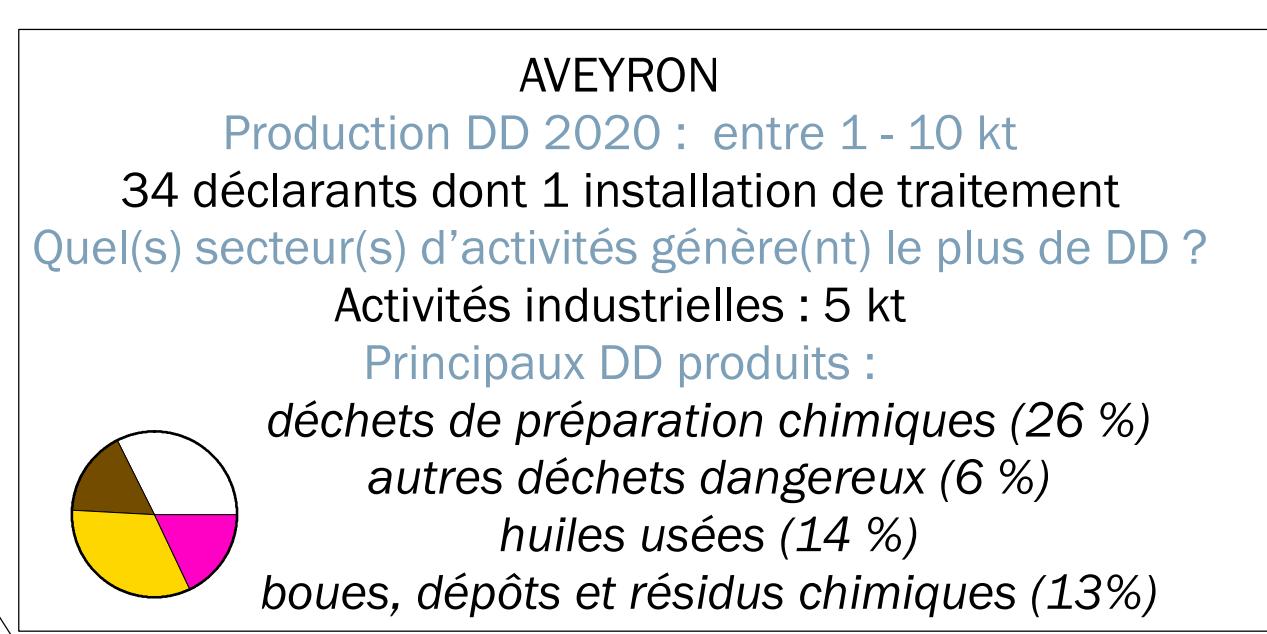 AVEYRON
Production DD 2020 : entre 1 - 10 kt
34 déclarants dont 1 installation de traitement
Quel(s) secteur(s) d’activités génère(nt) le plus de DD ?
Activités industrielles : 5 kt
Principaux DD produits :
déchets de préparation chimiques (26 %)
autres déchets dangereux (6 %)
huiles usées (14 %)
boues, dépôts et résidus chimiques (13%)